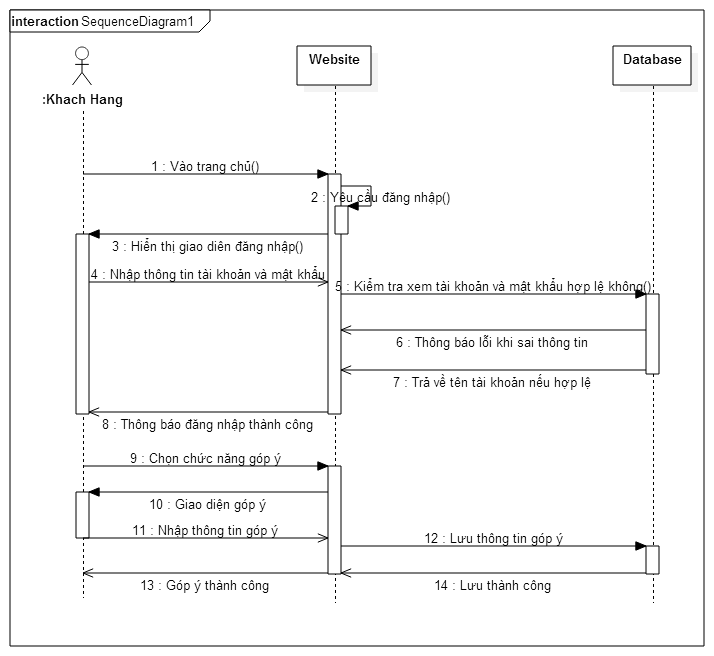 interaction SequenceDiagram1
Website
Database
:Khach Hang
1 : Vào trang chủ()
2 : Yêu cầu đăng nhập()
3 : Hiển thị giao diên đăng nhập()
4 : Nhập thông tin tài khoản và mật khẩu
5 : Kiểm tra xem tài khoản và mật khẩu hợp lệ không()
6 : Thông báo lỗi khi sai thông tin
7 : Trả về tên tài khoản nếu hợp lệ
8 : Thông báo đăng nhập thành công
9 : Chọn chức năng góp ý
10 : Giao diện góp ý
11 : Nhập thông tin góp ý
12 : Lưu thông tin góp ý
13 : Góp ý thành công
14 : Lưu thành công